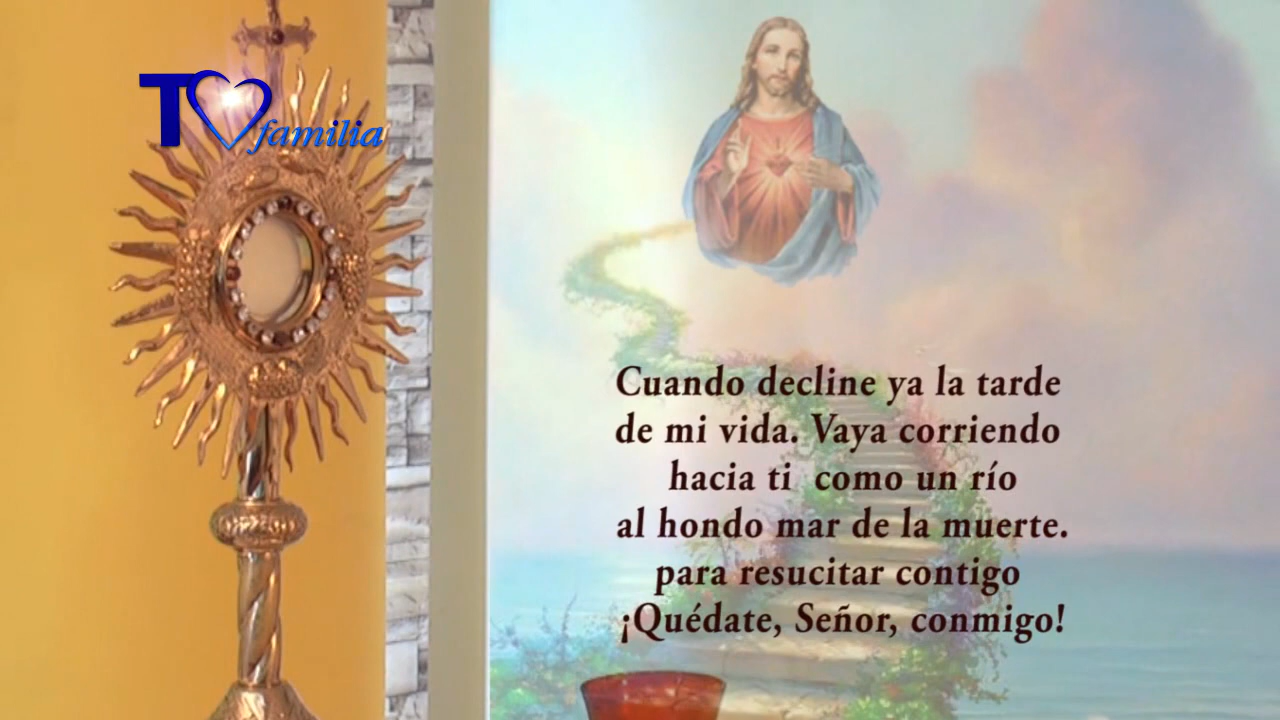 T
familia
Cuando decline ya la tarde
de mi vida. Vaya corriendo
hacia ti como un río
al hondo mar de la muerte.
para resucitar contigo
¡Quédate, Señor, conmigo!